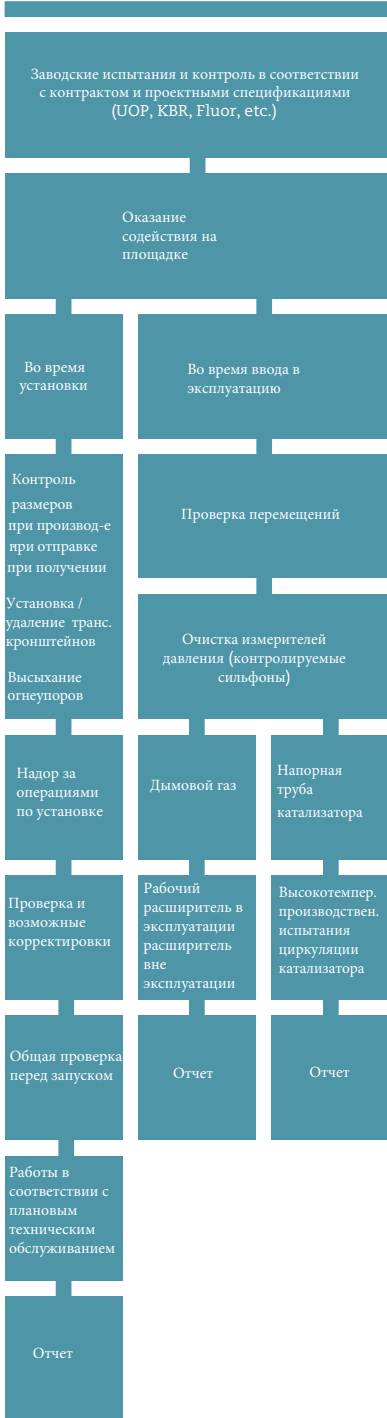 Заводские испытания и контроль в соответствии
с контрактом и проектными спецификациями
(UOP, KBR, Fluor, etc.)
Оказание
содействия на
площадке
Во время
установки
Во время ввода в
эксплуатацию
Контроль
размеров
при производ-е
при отправке
при получении
Установка /
удаление транс.
кронштейнов
Высыхание
огнеупоров
Проверка перемещений
Очистка измерителей
давления (контролируемые
сильфоны)
Надор за
операциями
по установке
Дымовой газ
Напорная
труба
катализатора
Проверка и
возможные
корректировки
Рабочий
расширитель в
эксплуатации
расширитель
вне
эксплуатации
Высокотемпер.
производствен.
испытания
циркуляции
катализатора
Общая проверка
перед запуском
Отчет
Отчет
Работы в
соответствии с
плановым
техническим
обслуживанием
Отчет